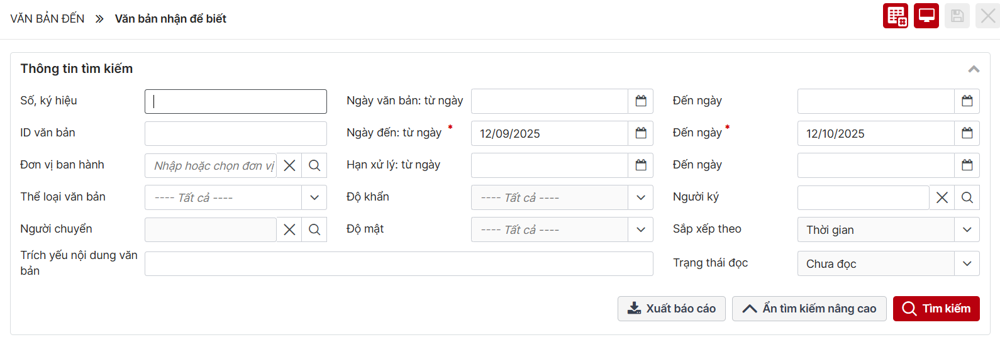 VĂN BẢN ĐẾN » Văn bản nhận để biết
Thông tin tìm kiếm
Số, ký hiệu Ngày văn bản: từ ngày Đến ngày
ID văn bản Ngày đến: từ ngày * 12/09/2025 Đến ngày * 12/10/2025
Đơn vị ban hành Nhập hoặc chọn đơn vị Hạn xử lý: từ ngày Đến ngày
Thể loại văn bản ---- Tất cả ---- Độ khẩn ---- Tất cả ---- Người ký
Người chuyển Độ mật ---- Tất cả ---- Sắp xếp theo Thời gian
Trích yếu nội dung văn
bản Trạng thái đọc Chưa đọc
Xuất báo cáo Ẩn tìm kiếm nâng cao Tìm kiếm